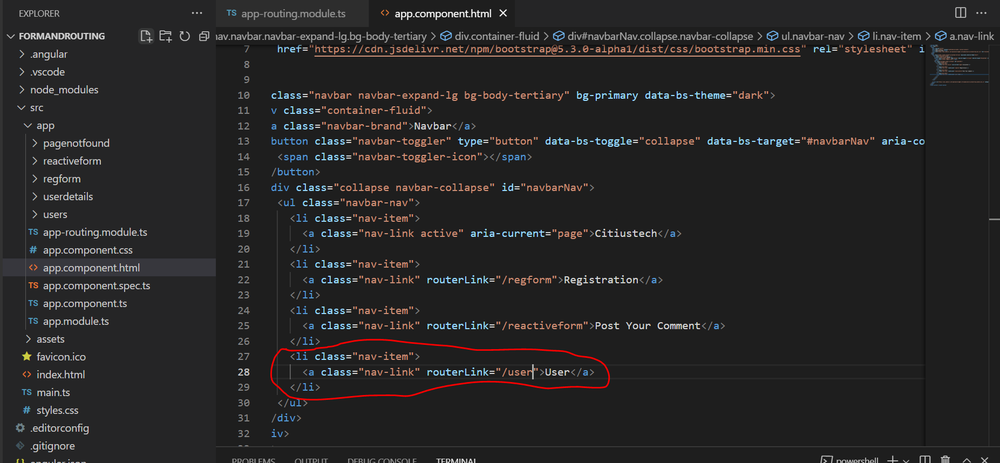 EXPLORER ···
FORMANDROUTING
.angular
.vscode
node_modules
src
app
pagenotfound
reactiveform
regform
userdetails
users
TS app-routing.module.ts
# app.component.css
<> app.component.html
TS app.component.spec.ts
TS app.component.ts
TS app.module.ts
assets
favicon.ico
<> index.html
TS main.ts
# styles.css
.editorconfig
.gitignore
{} angular.json
TS app-routing.module.ts
<> app.component.html
nav.navbar.navbar-expand-lg.bg-body-tertiary > div.container-fluid > div#navbarNav.collapse.navbar-collapse > ul.navbar-nav > li.nav-item > a.nav-link
7 href="https://cdn.jsdelivr.net/npm/bootstrap@5.3.0-alpha1/dist/css/bootstrap.min.css" rel="stylesheet" i
8
9
10 class="navbar navbar-expand-lg bg-body-tertiary" bg-primary data-bs-theme="dark">
11 v class="container-fluid">
12 a class="navbar-brand">Navbar</a>
13 button class="navbar-toggler" type="button" data-bs-toggle="collapse" data-bs-target="#navbarNav" aria-co
14 <span class="navbar-toggler-icon"></span>
15 /button>
16 div class="collapse navbar-collapse" id="navbarNav">
17 <ul class="navbar-nav">
18 <li class="nav-item">
19 <a class="nav-link active" aria-current="page">Citiustech</a>
20 </li>
21 <li class="nav-item">
22 <a class="nav-link" routerLink="/regform">Registration</a>
23 </li>
24 <li class="nav-item">
25 <a class="nav-link" routerLink="/reactiveform">Post Your Comment</a>
26 </li>
27 <li class="nav-item">
28 <a class="nav-link" routerLink="/user">User</a>
29 </li>
30 </ul>
31 /div>
32 iv>
PROBLEMS OUTPUT DEBUG CONSOLE TERMINAL powershell